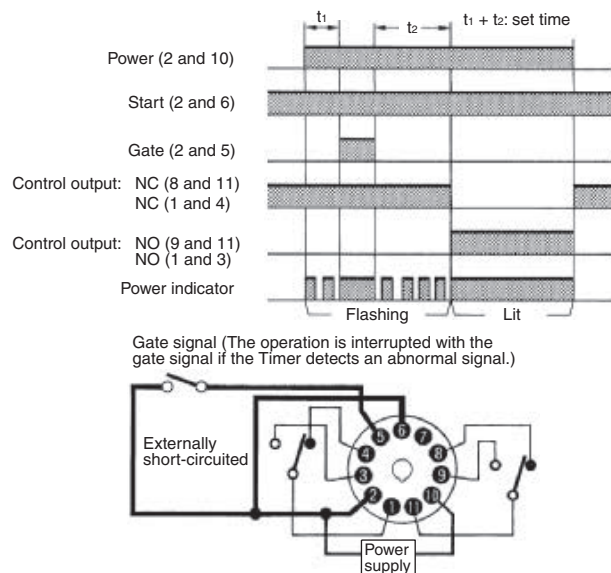 t1
t2
t1 + t2: set time
Power (2 and 10)
Start (2 and 6)
Gate (2 and 5)
Control output: NC (8 and 11)
NC (1 and 4)
Control output: NO (9 and 11)
NO (1 and 3)
Power indicator
Flashing
Lit
Gate signal (The operation is interrupted with the
gate signal if the Timer detects an abnormal signal.)
Externally
short-circuited
5 6 7
4 8
3 9
2 10
1 11
Power
supply